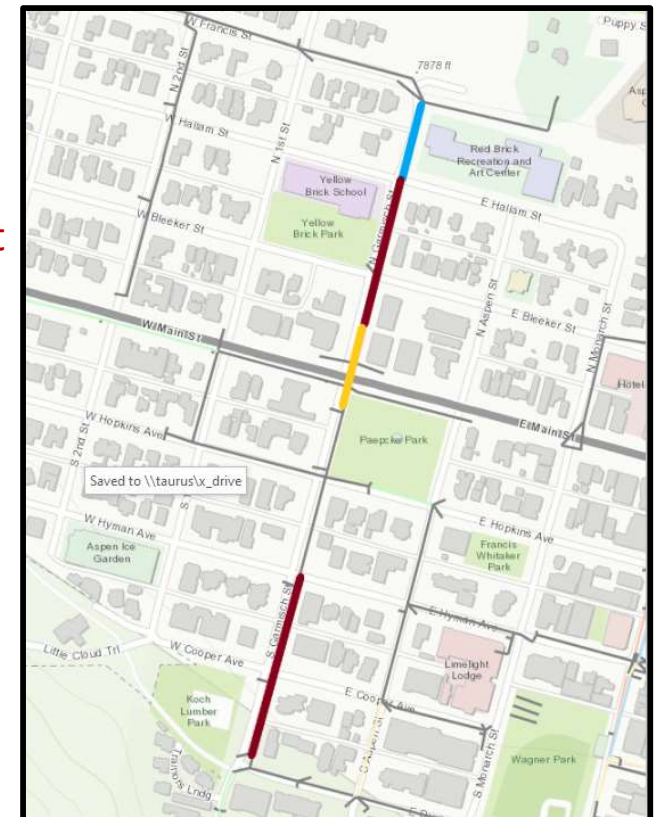 t
W Francis St
Puppy S
7878 ft
N 2nd St
Asp
W Hallam St
N 1st St
Red Brick
Recreation and
Art Center
Yellow
Brick School
E Hallam St
N Garmisch St
W Bleeker St
Yellow
Brick Park
N Aspen St
E Bleeker St
N Monarch St
W Main St
Hotel
E Main St
W Hopkins Ave
Paepcke Park
S 2nd St
Saved to \\taurus\x_drive
S 1
W Hyman Ave
Aspen Ice
Garden
E Hopkins Ave
Francis
Whitaker
Park
S Garmisch St
E Hyman Ave
Little Cloud Trl
W Cooper Ave
Limelight
Lodge
E Cooper Ave
Koch
Lumber
Park
S Aspen St
S Monarch St
Wagner Park
Trainors Lndg
E D